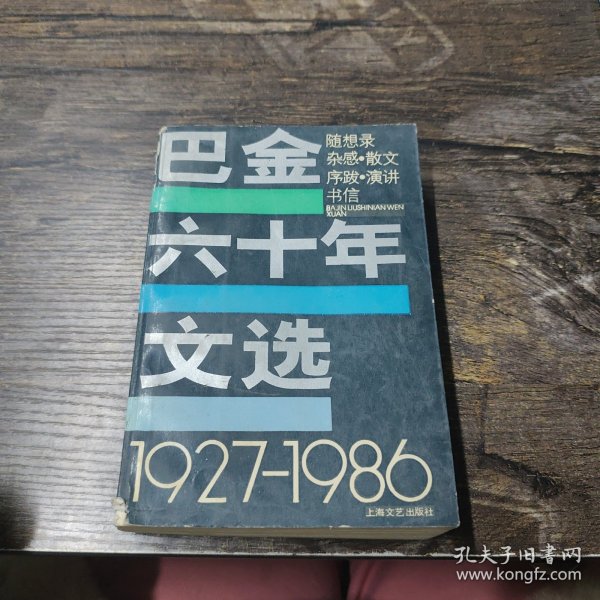 巴金
随想录
杂感•散文
序跋•演讲
书信
BAJIN LIUSHINIAN WEN
XUAN
六十年
文选
1927-1986
上海文艺出版社
孔夫子旧书网
www.kongfz.com